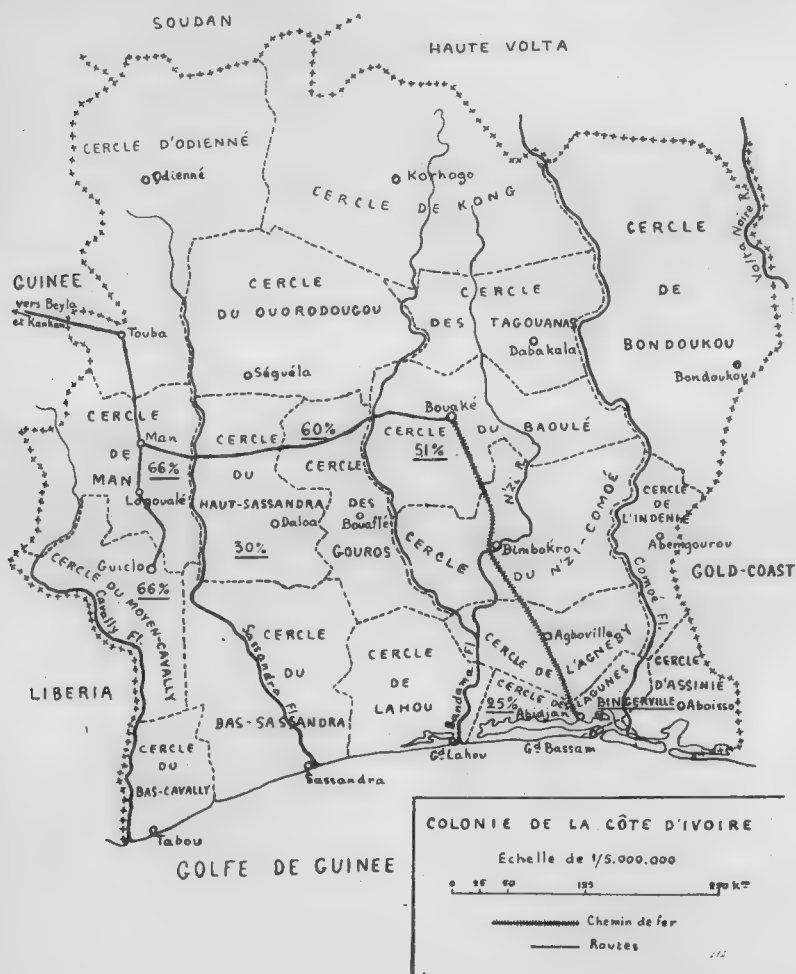 SOUDAN
HAUTE VOLTA
CERCLE D'ODIENNÉ
Odienné
Korhogo
CERCLE DE KONG
CERCLE
DE
BONDOUKOU
Volta Noire R.
Bondoukou
GUINEE
vers Beyla
et Kankan
Touba
CERCLE
DU OUORODOUGOU
Séguéla
CERCLE
DES TAGOUANAS
Dabakala
CERCLE
DE
MAN
Man
66%
Logoualé
CERCLE
DU
HAUT-SASSANDRA
Daloa
30%
60%
CERCLE
DES
GOUROS
Bouaflé
Bouaké
CERCLE DU BAOULÉ
51%
N'Zi R.
CERCLE DU N'ZI-COMOÉ
Dimbokro
CERCLE
DE
L'INDENIÉ
Abengourou
GOLD-COAST
Comoé Fl.
Guiclo
66%
CERCLE DU MOYEN-CAVALLY
Cavally Fl.
LIBERIA
CERCLE
DU
BAS-SASSANDRA
Sassandra Fl.
CERCLE
DE
LAHOU
Bandama Fl.
CERCLE DE L'AGNEBY
Agboville
CERCLE DES LAGUNES
25%
Abidjan
BINGERVILLE
CERCLE
D'ASSINIE
Aboisso
Gd Lahou
Gd Bassam
CERCLE
DU
BAS-CAVALLY
Sassandra
Tabou
GOLFE DE GUINEE
COLONIE DE LA CÔTE D'IVOIRE
Echelle de 1/5.000.000
0 25 50 125 250 km
Chemin de fer
Routes